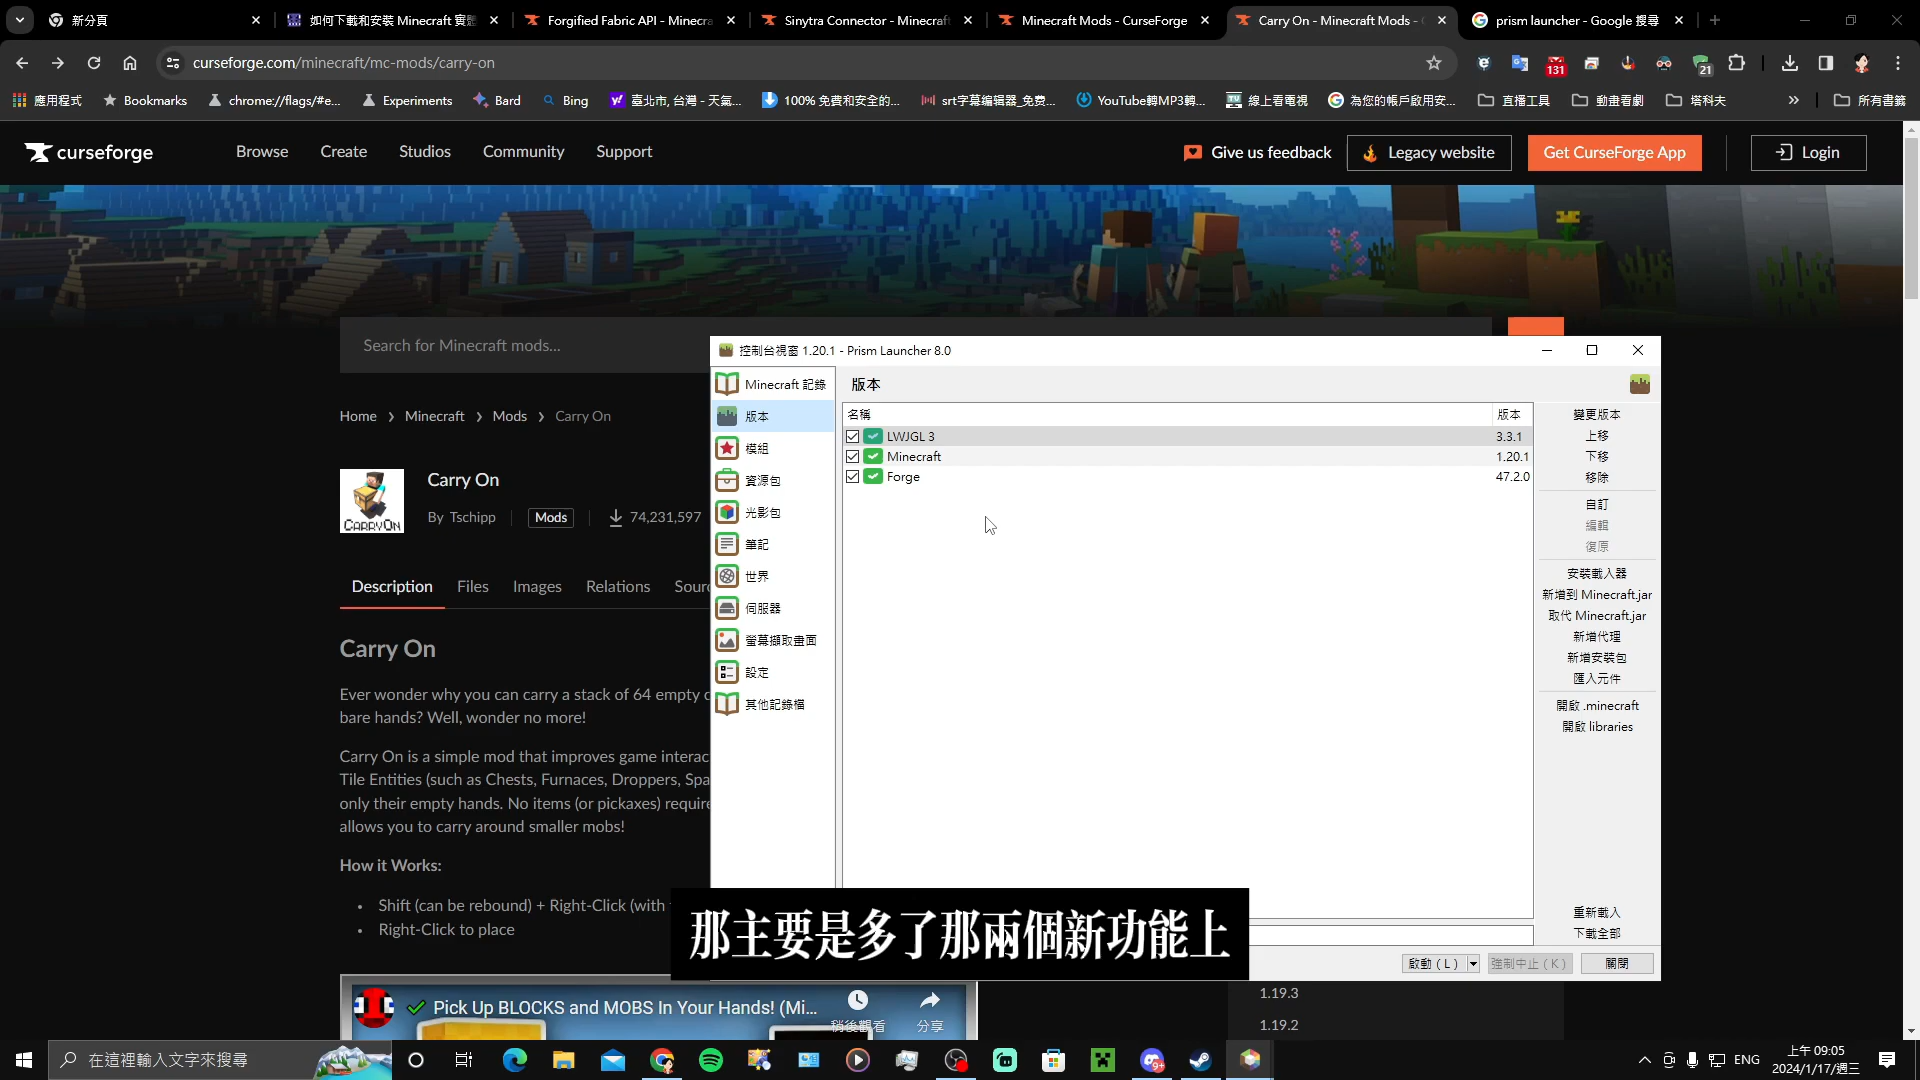 新分頁
如何下載和安裝 Minecraft 實體
Forgified Fabric API - Minecra
Sinytra Connector - Minecraft
Minecraft Mods - CurseForge
Carry On - Minecraft Mods -
prism launcher - Google 搜尋
curseforge.com/minecraft/mc-mods/carry-on
131
21
應用程式
Bookmarks
chrome://flags/#e...
Experiments
Bard
Bing
臺北市, 台灣 - 天氣...
100% 免費和安全的...
srt字幕编辑器_免费...
YouTube轉MP3轉...
線上看電視
為您的帳戶啟用安...
直播工具
動畫看劇
塔科夫
所有書籤
curseforge
Browse
Create
Studios
Community
Support
Give us feedback
Legacy website
Get CurseForge App
Login
Search for Minecraft mods...
Home
Minecraft
Mods
Carry On
CARRYON
Carry On
By Tschipp
Mods
74,231,597
Description
Files
Images
Relations
Sourc
Carry On
Ever wonder why you can carry a stack of 64 empty c
bare hands? Well, wonder no more!
Carry On is a simple mod that improves game interac
Tile Entities (such as Chests, Furnaces, Droppers, Spa
only their empty hands. No items (or pickaxes) require
allows you to carry around smaller mobs!
How it Works:
Shift (can be rebound) + Right-Click (with
Right-Click to place
Pick Up BLOCKS and MOBS In Your Hands! (Mi...
稍後觀看
分享
控制台視窗 1.20.1 - Prism Launcher 8.0
Minecraft 記錄
版本
模組
資源包
光影包
筆記
世界
伺服器
螢幕擷取畫面
設定
其他記錄檔
版本
名稱
版本
LWJGL 3
3.3.1
Minecraft
1.20.1
Forge
47.2.0
變更版本
上移
下移
移除
自訂
編輯
復原
安裝載入器
新增到 Minecraft.jar
取代 Minecraft.jar
新增代理
新增安裝包
匯入元件
開啟 .minecraft
開啟 libraries
重新載入
下載全部
啟動 ( L )
強制中止 ( K )
關閉
那主要是多了那兩個新功能上
1.19.3
1.19.2
在這裡輸入文字來搜尋
9+
ENG
上午 09:05
2024/1/17/週三